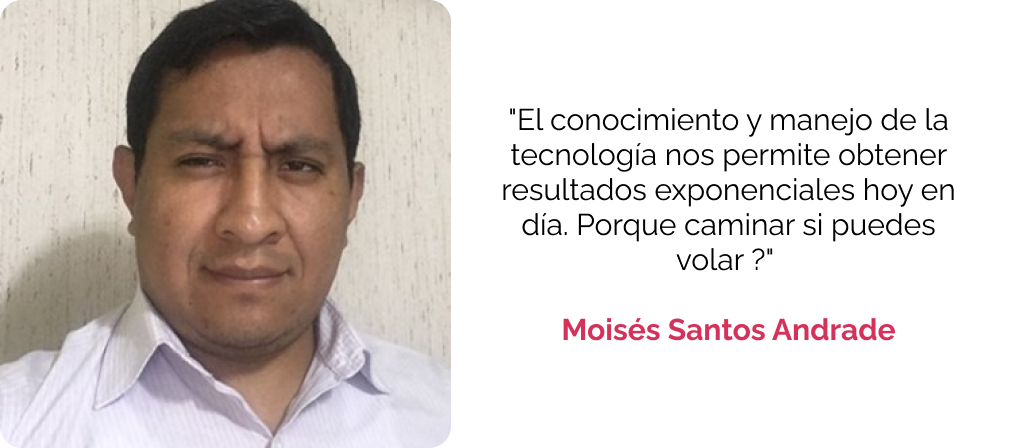 "El conocimiento y manejo de la
tecnología nos permite obtener
resultados exponenciales hoy en
día. Porque caminar si puedes
volar ?"
Moisés Santos Andrade